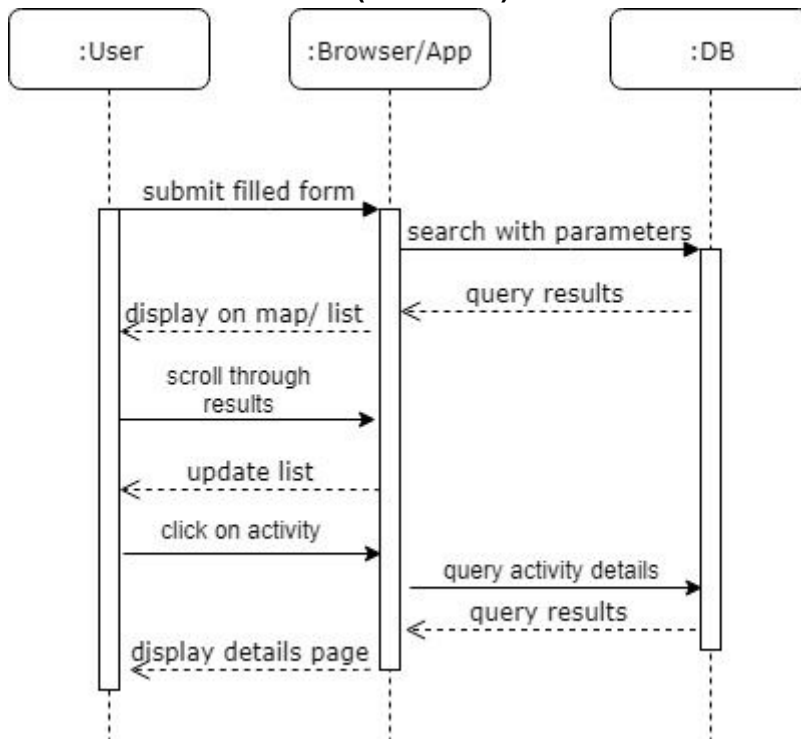 :User
:Browser/App
:DB
submit filled form
search with parameters
query results
display on map/ list
scroll through
results
update list
click on activity
query activity details
query results
display details page